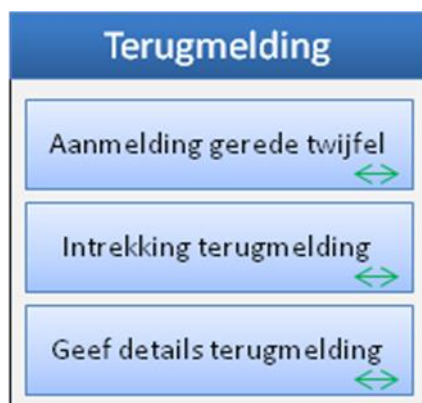 Terugmelding
Aanmelding gerede twijfel
Intrekking terugmelding
Geef details terugmelding